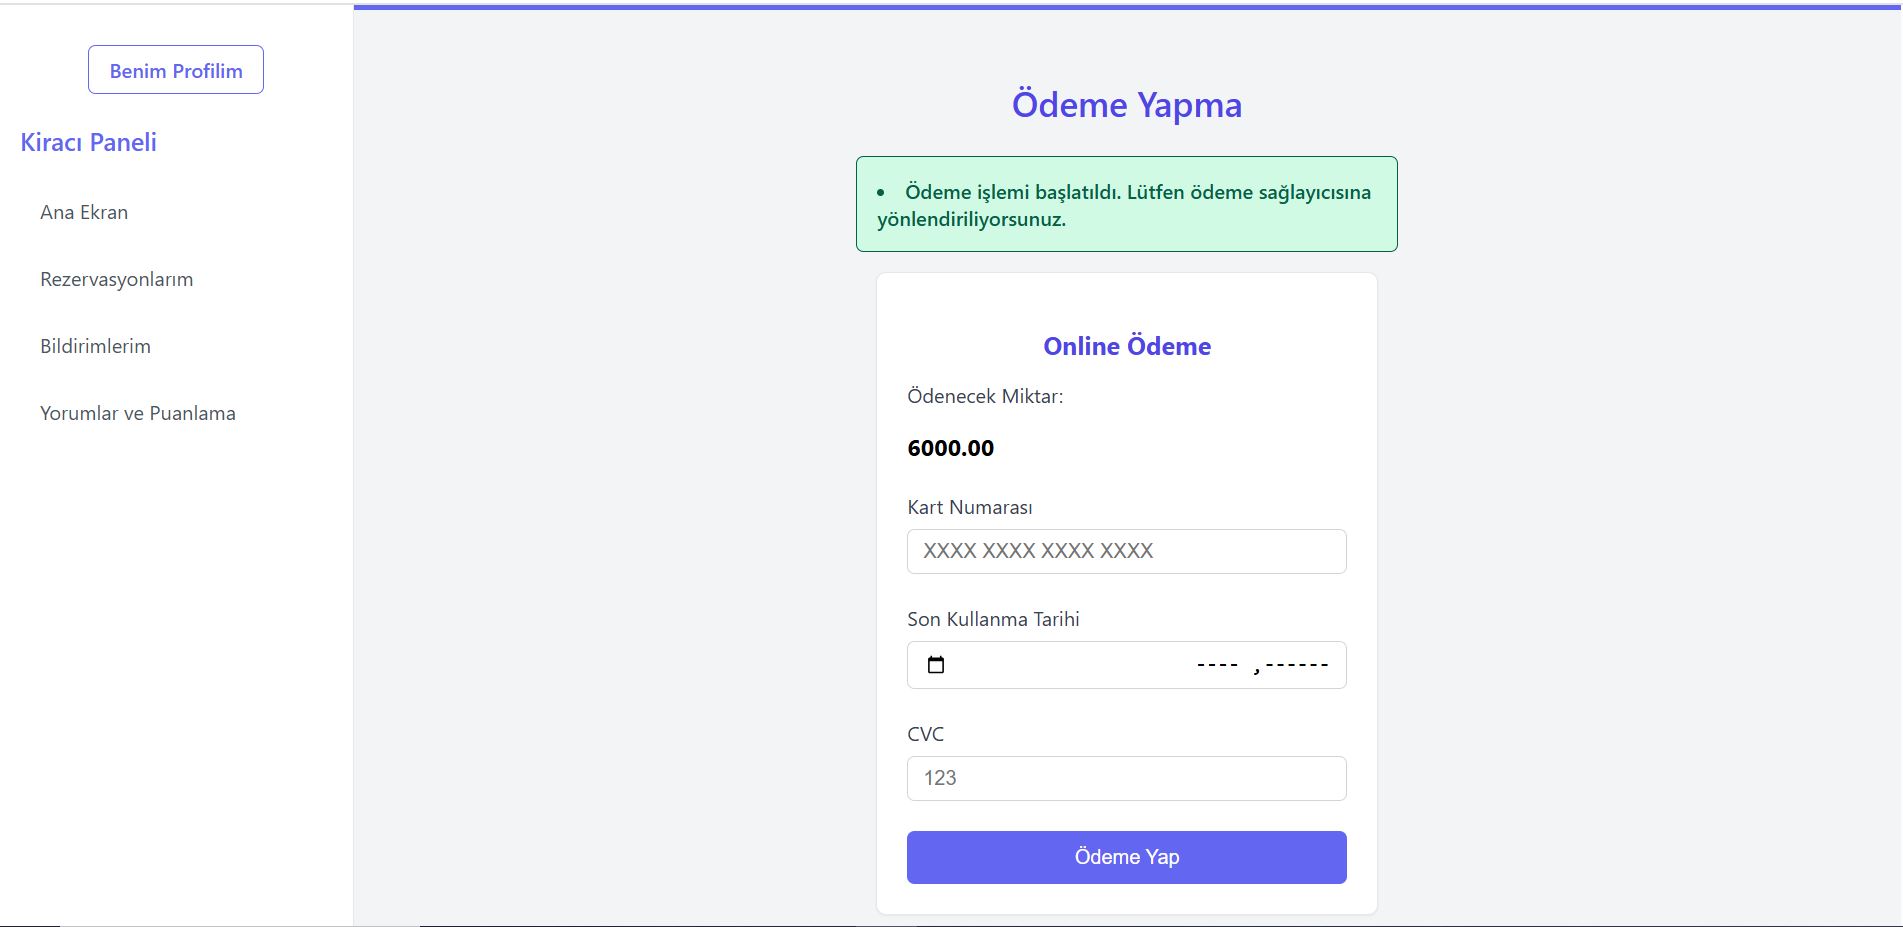 Benim Profilim
Kiracı Paneli
Ana Ekran
Rezervasyonlarım
Bildirimlerim
Yorumlar ve Puanlama
Ödeme Yapma
• Ödeme işlemi başlatıldı. Lütfen ödeme sağlayıcısına
yönlendiriliyorsunuz.
Online Ödeme
Ödenecek Miktar:
6000.00
Kart Numarası
XXXX XXXX XXXX XXXX
Son Kullanma Tarihi
---- ,------
CVC
123
Ödeme Yap